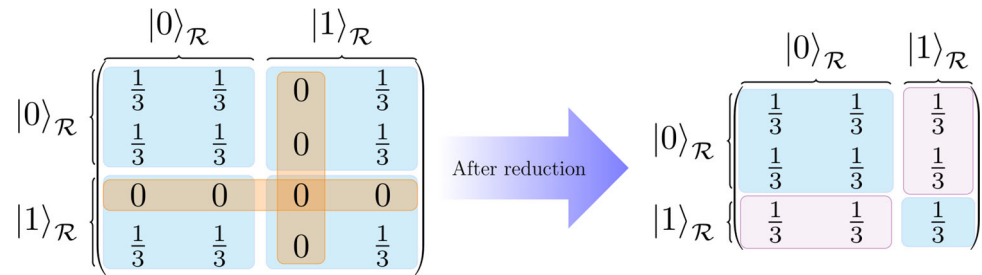 |0⟩_ℛ |1⟩_ℛ
|0⟩_ℛ 1/3 1/3 0 1/3
1/3 1/3 0 1/3
|1⟩_ℛ 0 0 0 0
1/3 1/3 0 1/3
After reduction
|0⟩_ℛ |1⟩_ℛ
|0⟩_ℛ 1/3 1/3 1/3
1/3 1/3 1/3
|1⟩_ℛ 1/3 1/3 1/3